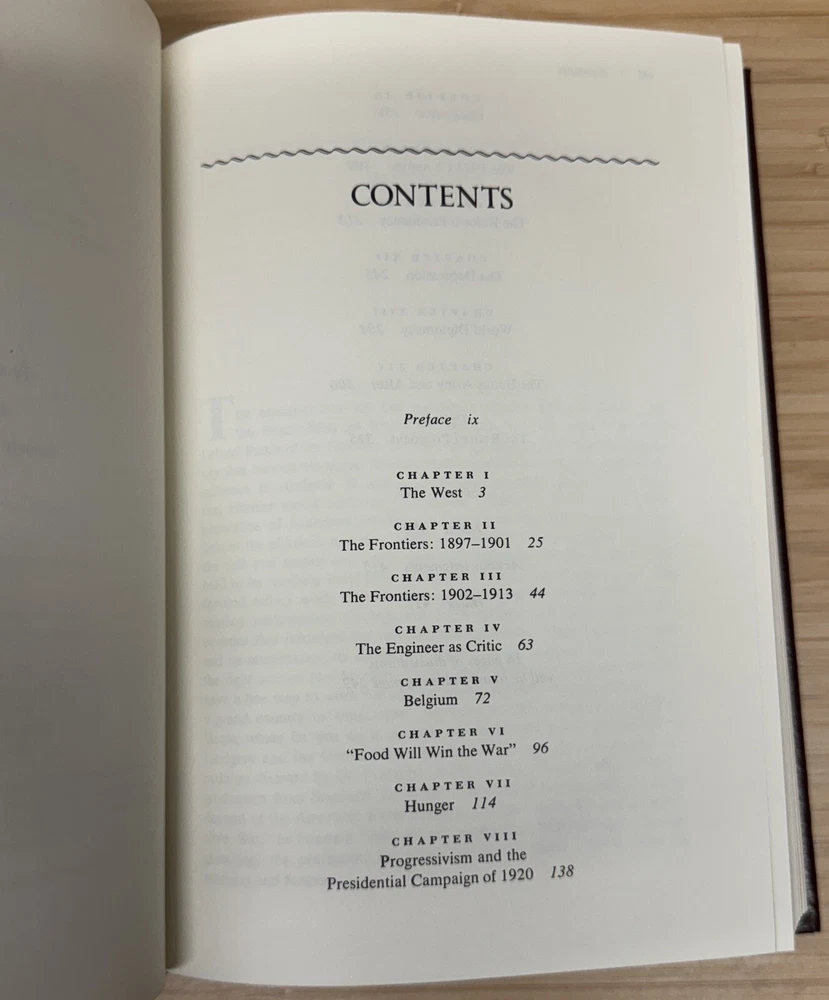 CONTENTS
Preface ix
CHAPTER I
The West 3
CHAPTER II
The Frontiers: 1897–1901 25
CHAPTER III
The Frontiers: 1902–1913 44
CHAPTER IV
The Engineer as Critic 63
CHAPTER V
Belgium 72
CHAPTER VI
“Food Will Win the War” 96
CHAPTER VII
Hunger 114
CHAPTER VIII
Progressivism and the
Presidential Campaign of 1920 138